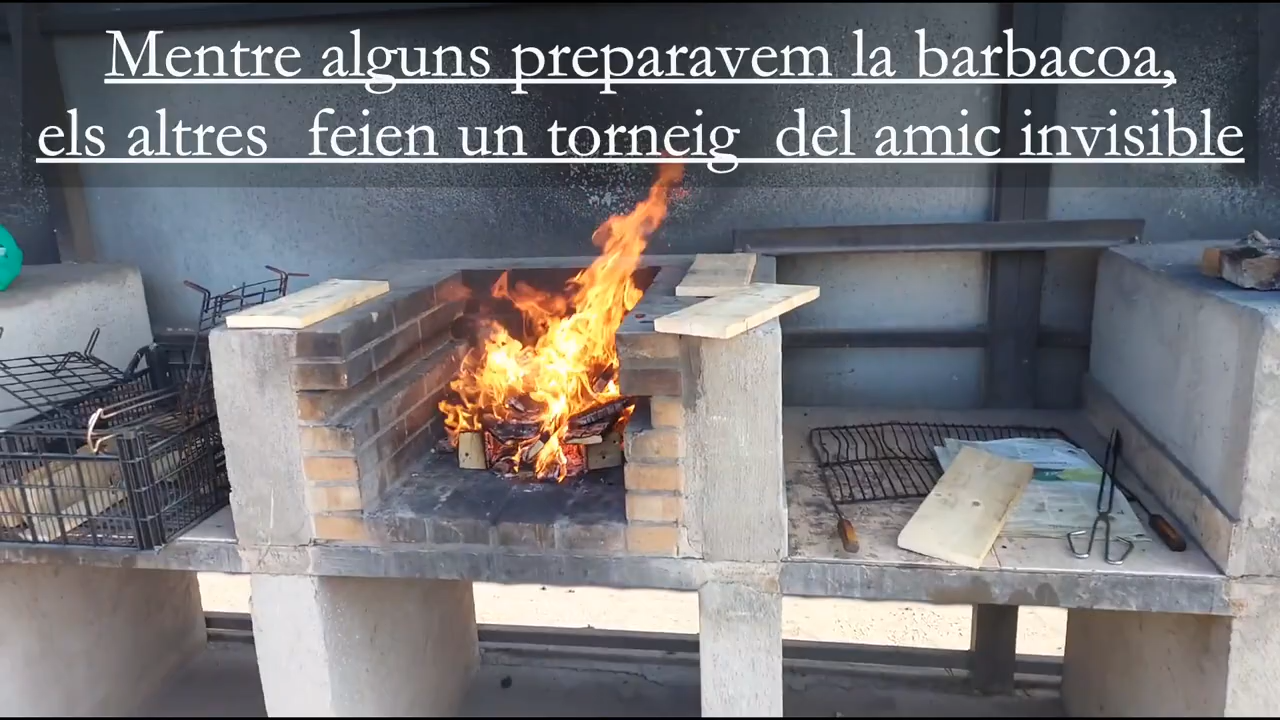 Mentre alguns preparavem la barbacoa,
els altres feien un torneig del amic invisible